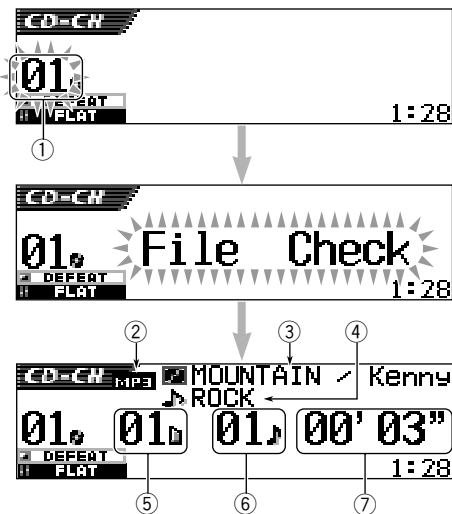 CD-CH
01
DEFEAT
FLAT
1:28
①
CD-CH
01
File Check
DEFEAT
FLAT
1:28
② ③ ④
CD-CH MP3 MOUNTAIN / Kenny
ROCK
01 01 01 00' 03"
DEFEAT
FLAT
1:28
⑤ ⑥ ⑦